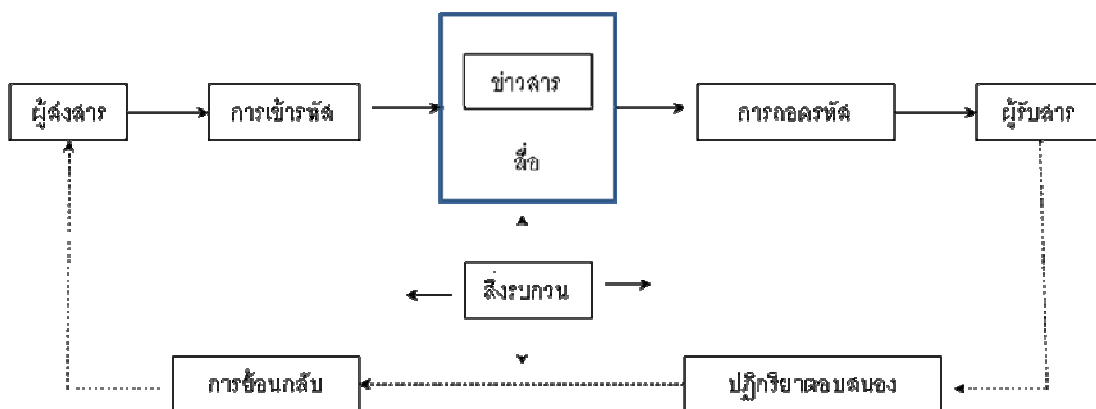 ข่าวสาร
ผู้ส่งสาร
การเข้ารหัส
การถอดรหัส
ผู้รับสาร
สื่อ
สิ่งรบกวน
การย้อนกลับ
ปฏิกริยาตอบสนอง